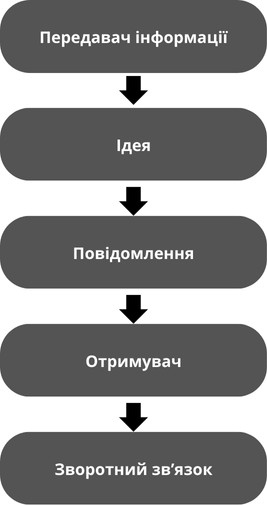 Передавач інформації
Ідея
Повідомлення
Отримувач
Зворотний зв’язок